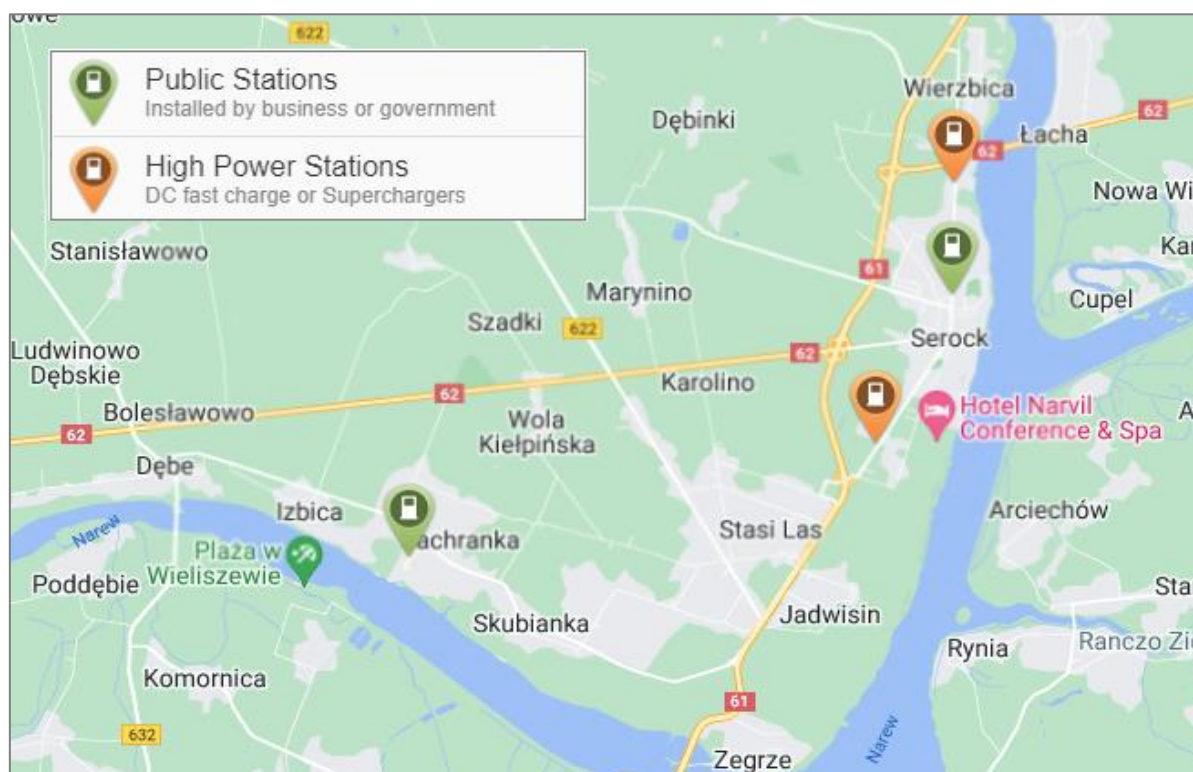 owe
622
Public Stations
Installed by business or government
High Power Stations
DC fast charge or Superchargers
Wierzbica
Dębinki
62
Łacha
62
Nowa Wi
Stanisławowo
Kar
61
Marynino
Cupel
Szadki
622
Serock
Ludwinowo
Dębskie
62
Karolino
62
Bolesławowo
Hotel Narvil
Conference & Spa
A
Wola
Kiełpińska
62
Dębe
Izbica
Arciechów
Narew
achranka
Stasi Las
Plaża w
Wieliszewie
Poddębie
Sta
Skubianka
Jadwisin
Rynia
Ranczo Zie
Komornica
61
632
Narew
Zegrze